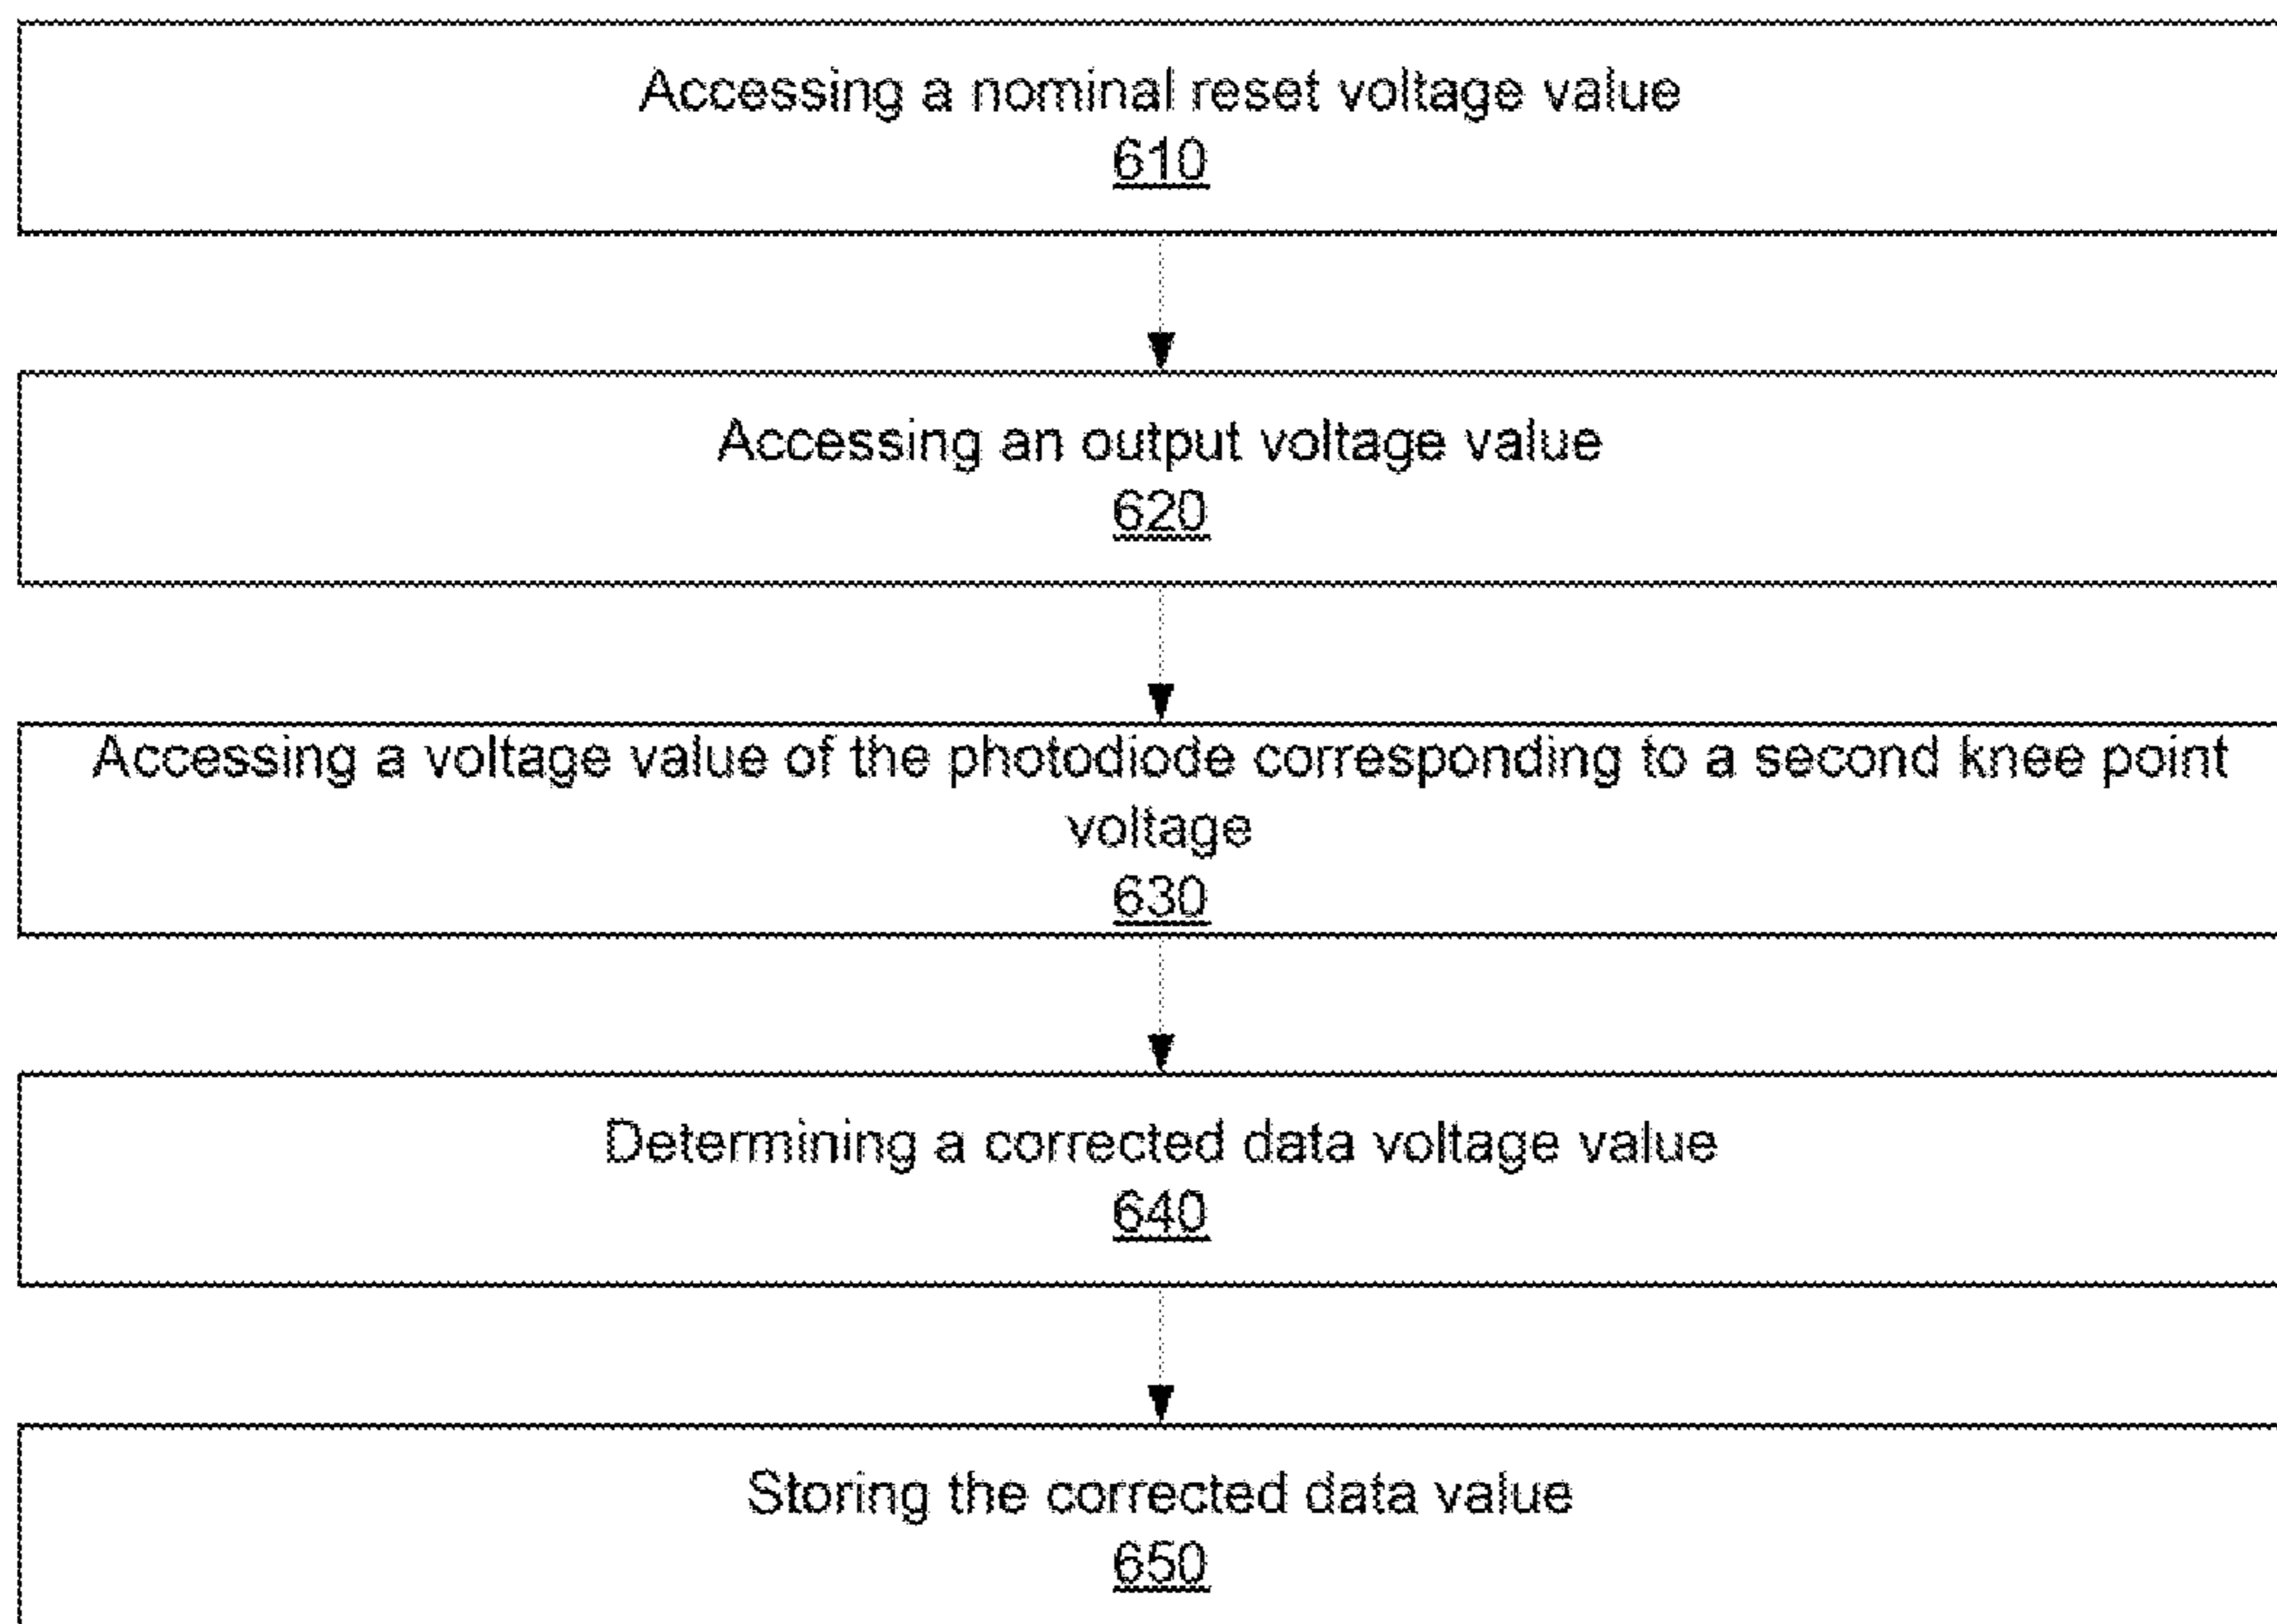 Accessing a nominal reset voltage value
610
Accessing an output voltage value
620
Accessing a voltage value of the photodiode corresponding to a second knee point
voltage
630
Determining a corrected data voltage value
640
Storing the corrected data value
650